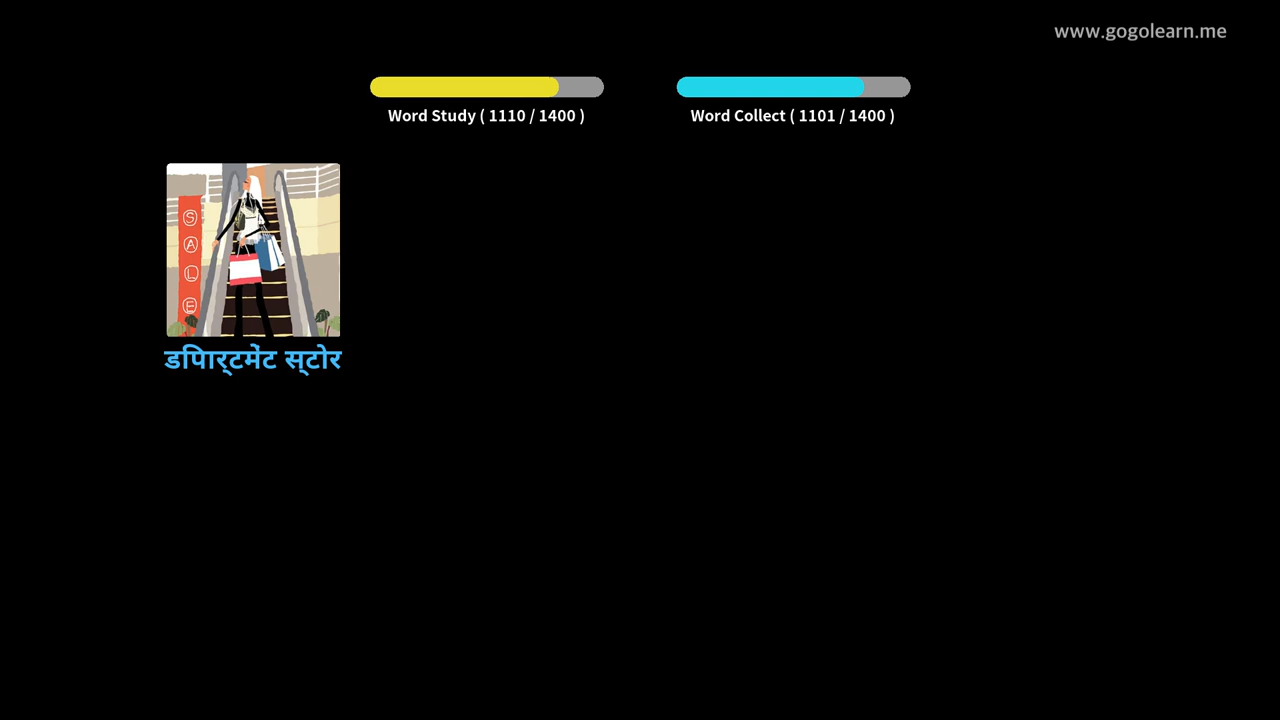 www.gogolearn.me
Word Study ( 1110 / 1400 )
Word Collect ( 1101 / 1400 )
S
A
L
E
डिपार्टमेंट स्टोर